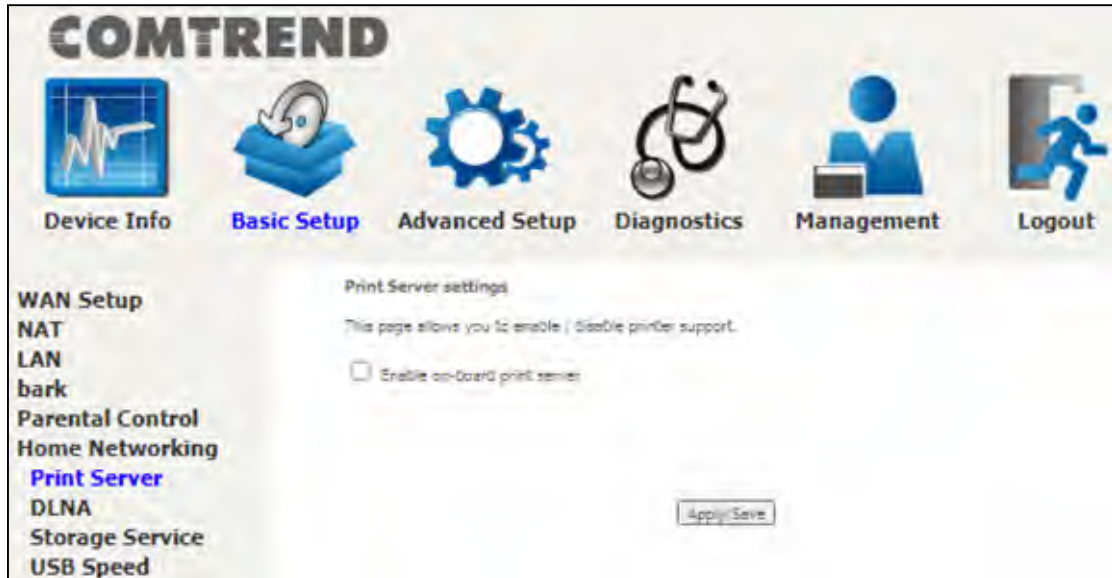 COMTREND
Device Info
Basic Setup
Advanced Setup
Diagnostics
Management
Logout
WAN Setup
NAT
LAN
bark
Parental Control
Home Networking
Print Server
DLNA
Storage Service
USB Speed
Print Server settings
This page allows you to enable / disable printer support.
Enable on-board print server
Apply/Save